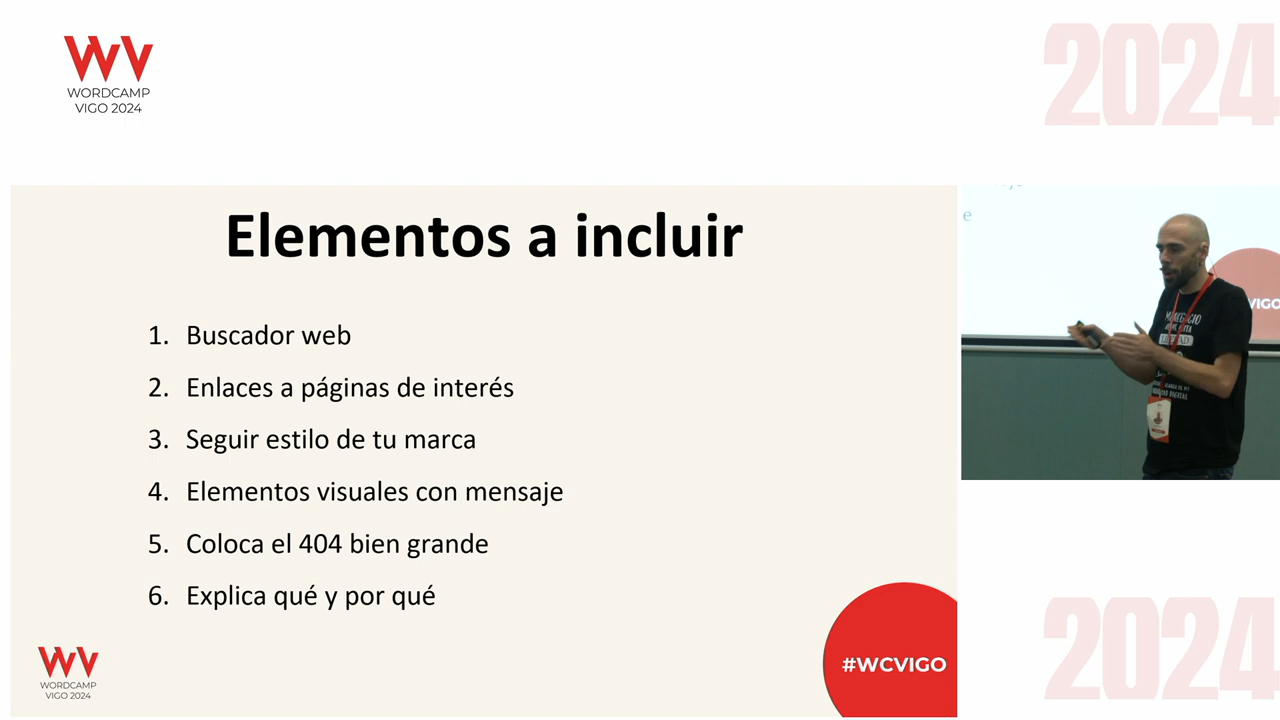 WORDCAMP
VIGO 2024
2024
Elementos a incluir
1. Buscador web
2. Enlaces a páginas de interés
3. Seguir estilo de tu marca
4. Elementos visuales con mensaje
5. Coloca el 404 bien grande
6. Explica qué y por qué
WORDCAMP
VIGO 2024
#WCVIGO
e
VIGO
DIGITAL
2024